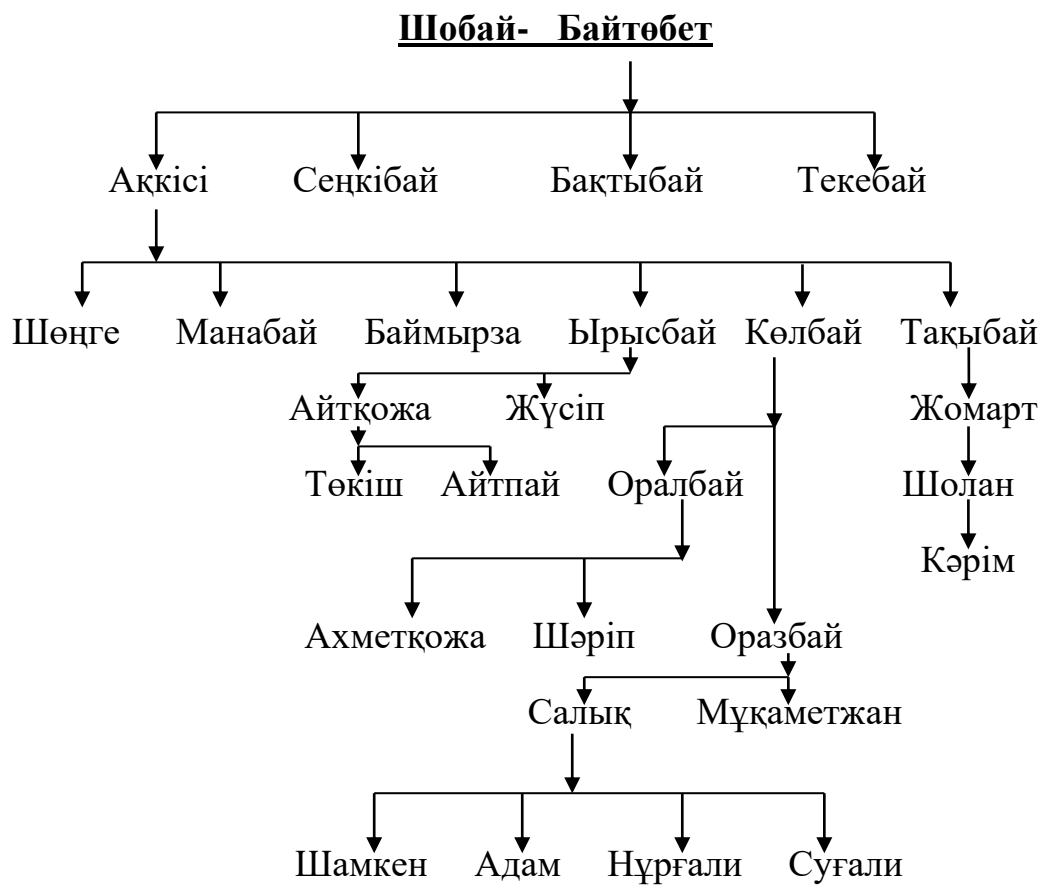 Шобай- Байтөбет
Ақкісі Сеңкібай Бақтыбай Текебай
Шөңге Манабай Баймырза Ырысбай Көлбай Тақыбай
Айтқожа Жүсіп Жомарт
Төкіш Айтпай Оралбай Шолан
Кәрім
Ахметқожа Шәріп Оразбай
Салық Мұқаметжан
Шамкен Адам Нұрғали Суғали